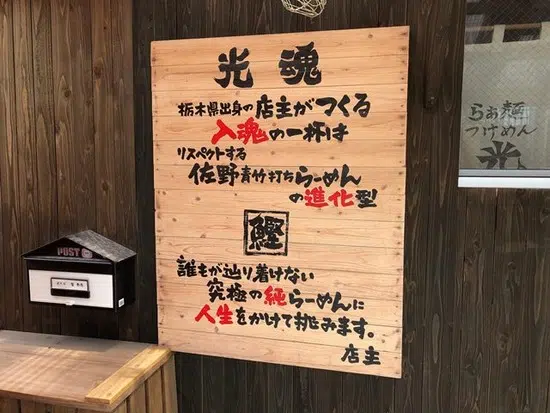 光魂
栃木県出身の店主がつくる
入魂の一杯は
リスペクトする
佐野青竹打ちらーめん
の進化型
鰹
誰もが辿り着けない
究極の純らーめんに
人生をかけて挑みます。
店主
POST
らぁ麺
つけめん
光